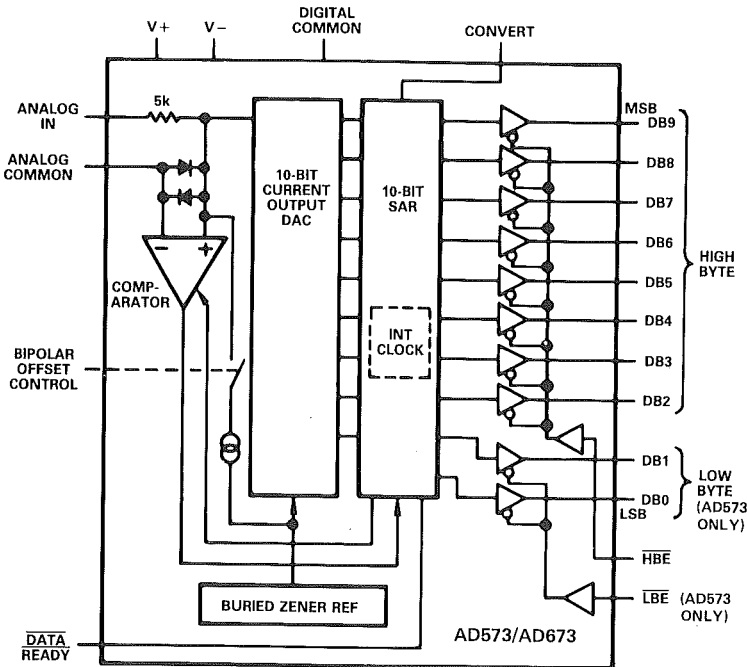 DIGITAL
COMMON
V+
V−
CONVERT
ANALOG
IN
5k
MSB
DB9
ANALOG
COMMON
DB8
10-BIT
CURRENT
OUTPUT
DAC
10-BIT
SAR
DB7
DB6
HIGH
BYTE
−
+
COMP-
ARATOR
DB5
INT
CLOCK
DB4
BIPOLAR
OFFSET
CONTROL
DB3
DB2
DB1
DB0
LSB
LOW
BYTE
(AD573
ONLY)
HBE
BURIED ZENER REF
LBE (AD573
ONLY)
DATA
READY
AD573/AD673